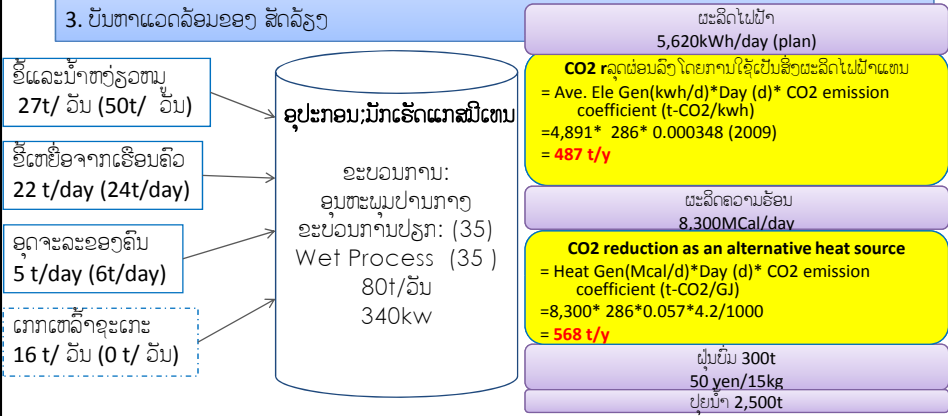 3. ບັນຫາແວດລ້ອມຂອງ ສັດລ້ຽງ
ຂີ້ແລະນ້ຳຫງ່ຽວຫມູ
27t/ ວັນ (50t/ ວັນ)
ຂີ້ເຫຍື່ອຈາກເຮືອນຄົວ
22 t/day (24t/day)
ອຸດຈະລະຂອງຄົນ
5 t/day (6t/day)
ເກກເຫລົ້າຊະເກະ
16 t/ ວັນ (0 t/ ວັນ)
ອຸປະກອນ;ມັກເຮັດແກສມີເທນ
ຂະບວນການ:
ອຸນຫະພຸມປານກາງ
ຂະບວນການປຽກ: (35)
Wet Process (35 )
80t/ວັນ
340kw
ຜະລິດໄຟຟ້າ
5,620kWh/day (plan)
CO2 rລຸດຜ່ອນລົງ ໂດຍການໃຊ້ເປັນສິ່ງຜະລິດໄຟຟ້າແທນ
= Ave. Ele Gen(kwh/d)*Day (d)* CO2 emission
coefficient (t-CO2/kwh)
=4,891* 286* 0.000348 (2009)
= 487 t/y
ຜະລິດຄວາມຮ້ອນ
8,300MCal/day
CO2 reduction as an alternative heat source
= Heat Gen(Mcal/d)*Day (d)* CO2 emission
coefficient (t-CO2/GJ)
=8,300* 286*0.057*4.2/1000
= 568 t/y
ຝຸ່ນບົ່ມ 300t
50 yen/15kg
ປຸຍນ້ຳ 2,500t